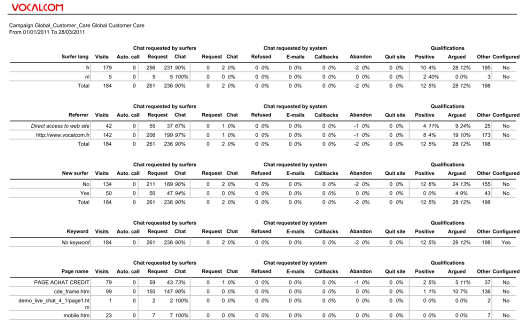 VOCALCOM
Campaign Global_Customer_Care Global Customer Care
From 01/01/2011 To 28/03/2011
Chat requested by surfers Chat requested by system Qualifications
Surfer lang Visits Auto. call Request Chat Request Chat Refused E-mails Callbacks Abandon Quit site Positive Argued Other Configured
fr 179 0 256 231 90% 0 2 0% 0 0% 0 0% 0 0% -2 0% 0 0% 10 4% 28 12% 195 No
nl 5 0 5 5 100% 0 0 0% 0 0% 0 0% 0 0% 0 0% 0 0% 2 40% 0 0% 3 No
Total 184 0 261 236 90% 0 2 0% 0 0% 0 0% 0 0% -2 0% 0 0% 12 5% 28 12% 198
Chat requested by surfers Chat requested by system Qualifications
Referrer Visits Auto. call Request Chat Request Chat Refused E-mails Callbacks Abandon Quit site Positive Argued Other Configured
Direct access to web site 42 0 55 37 67% 0 1 0% 0 0% 0 0% 0 0% -1 0% 0 0% 4 11% 9 24% 25 No
http://www.vocalcom.fr 142 0 206 199 97% 0 1 0% 0 0% 0 0% 0 0% -1 0% 0 0% 8 4% 19 10% 173 No
Total 184 0 261 236 90% 0 2 0% 0 0% 0 0% 0 0% -2 0% 0 0% 12 5% 28 12% 198
Chat requested by surfers Chat requested by system Qualifications
New surfer Visits Auto. call Request Chat Request Chat Refused E-mails Callbacks Abandon Quit site Positive Argued Other Configured
No 134 0 211 189 90% 0 2 0% 0 0% 0 0% 0 0% -2 0% 0 0% 12 6% 24 13% 155 No
Yes 50 0 50 47 94% 0 0 0% 0 0% 0 0% 0 0% 0 0% 0 0% 0 0% 4 9% 43 No
Total 184 0 261 236 90% 0 2 0% 0 0% 0 0% 0 0% -2 0% 0 0% 12 5% 28 12% 198
Chat requested by surfers Chat requested by system Qualifications
Keyword Visits Auto. call Request Chat Request Chat Refused E-mails Callbacks Abandon Quit site Positive Argued Other Configured
No keyword 184 0 261 236 90% 0 2 0% 0 0% 0 0% 0 0% -2 0% 0 0% 12 5% 28 12% 198 Yes
Chat requested by surfers Chat requested by system Qualifications
Page name Visits Auto. call Request Chat Request Chat Refused E-mails Callbacks Abandon Quit site Positive Argued Other Configured
PAGE ACHAT CREDIT 79 0 59 43 73% 0 1 0% 0 0% 0 0% 0 0% -1 0% 0 0% 2 5% 5 11% 37 No
cde_frame.htm 99 0 150 147 98% 0 0 0% 0 0% 0 0% 0 0% 0 0% 0 0% 1 1% 10 7% 136 No
demo_live_chat_4_1/page1.ht 1 0 2 2 100% 0 0 0% 0 0% 0 0% 0 0% 0 0% 0 0% 0 0% 0 0% 2 No
m
mobile.htm 23 0 7 7 100% 0 0 0% 0 0% 0 0% 0 0% 0 0% 0 0% 0 0% 0 0% 7 No